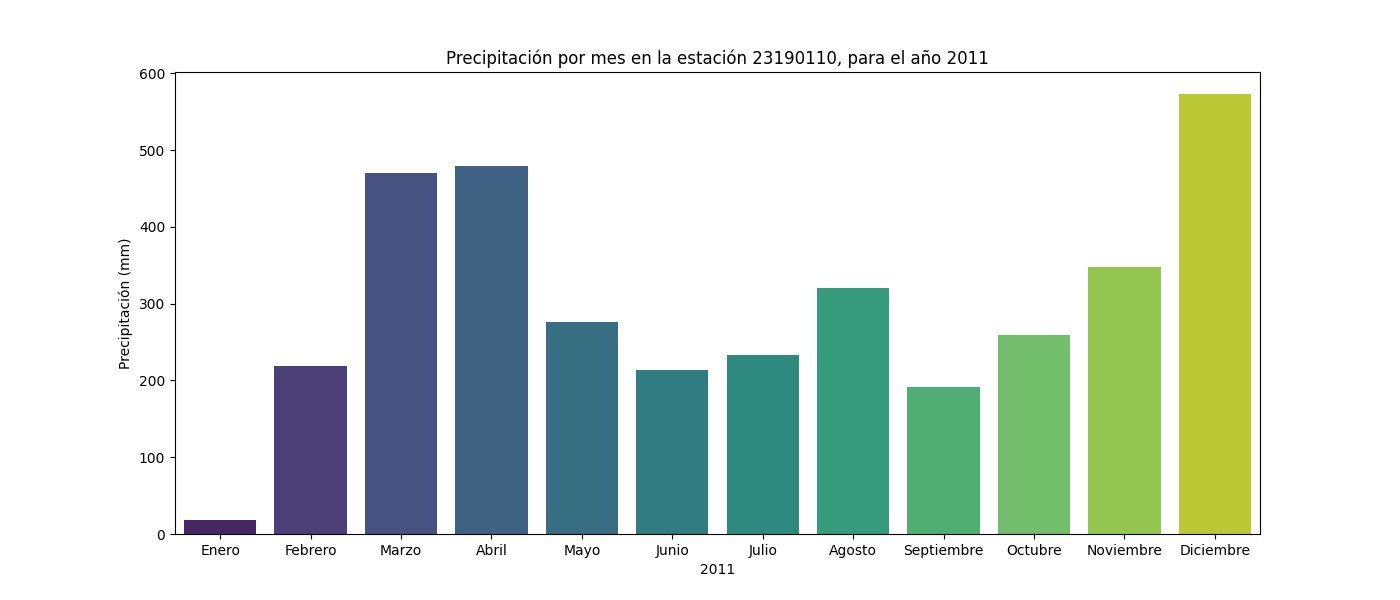 Precipitación por mes en la estación 23190110, para el año 2011
Precipitación (mm)
600
500
400
300
200
100
0
Enero Febrero Marzo Abril Mayo Junio Julio Agosto Septiembre Octubre Noviembre Diciembre
2011